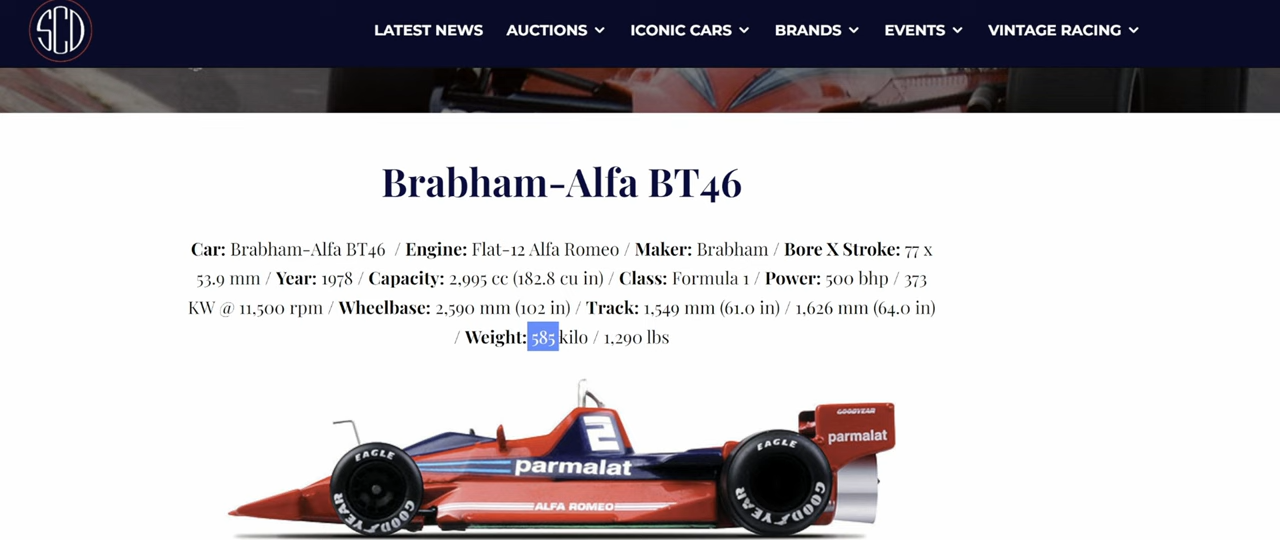 SCD
LATEST NEWS AUCTIONS ICONIC CARS BRANDS EVENTS VINTAGE RACING
Brabham-Alfa BT46
Car: Brabham-Alfa BT46 / Engine: Flat-12 Alfa Romeo / Maker: Brabham / Bore X Stroke: 77 x
53.9 mm / Year: 1978 / Capacity: 2,995 cc (182.8 cu in) / Class: Formula 1 / Power: 500 bhp / 373
KW @ 11,500 rpm / Wheelbase: 2,590 mm (102 in) / Track: 1,549 mm (61.0 in) / 1,626 mm (64.0 in)
/ Weight: 585 kilo / 1,290 lbs
GOODYEAR
2
parmalat
EAGLE
EAGLE
parmalat
ALFA ROMEO
GOODYEAR
GOODYEAR